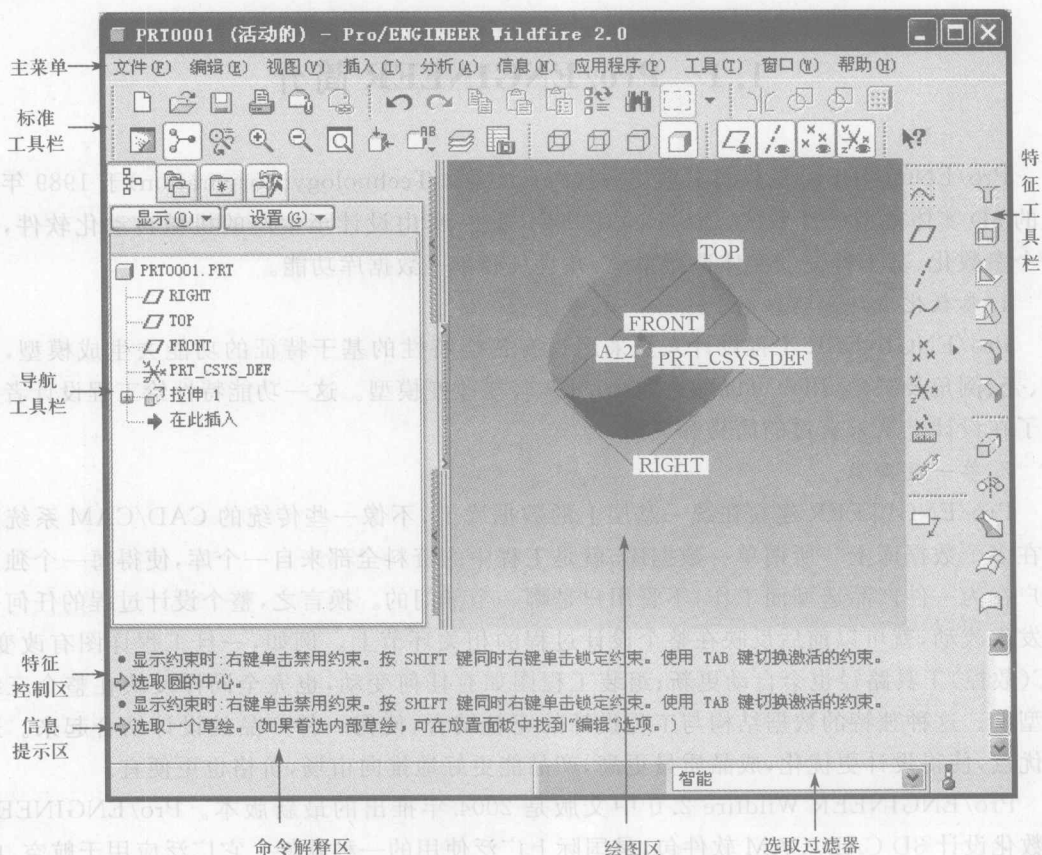 PRT0001 (活动的) - Pro/ENGINEER Wildfire 2.0
主菜单
文件(F) 编辑(E) 视图(V) 插入(I) 分析(A) 信息(N) 应用程序(P) 工具(T) 窗口(W) 帮助(H)
标准
工具栏
显示(O) 设置(G)
特征工具栏
PRT0001.PRT
RIGHT
TOP
FRONT
PRT_CSYS_DEF
拉伸 1
在此插入
导航
工具栏
TOP
FRONT
A_2
PRT_CSYS_DEF
RIGHT
特征
控制区
信息
提示区
•显示约束时:右键单击禁用约束。按 SHIFT 键同时右键单击锁定约束。使用 TAB 键切换激活的约束。
选取圆的中心。
•显示约束时:右键单击禁用约束。按 SHIFT 键同时右键单击锁定约束。使用 TAB 键切换激活的约束。
选取一个草绘。(如果首选内部草绘,可在放置面板中找到"编辑"选项。)
智能
命令解释区
绘图区
选取过滤器